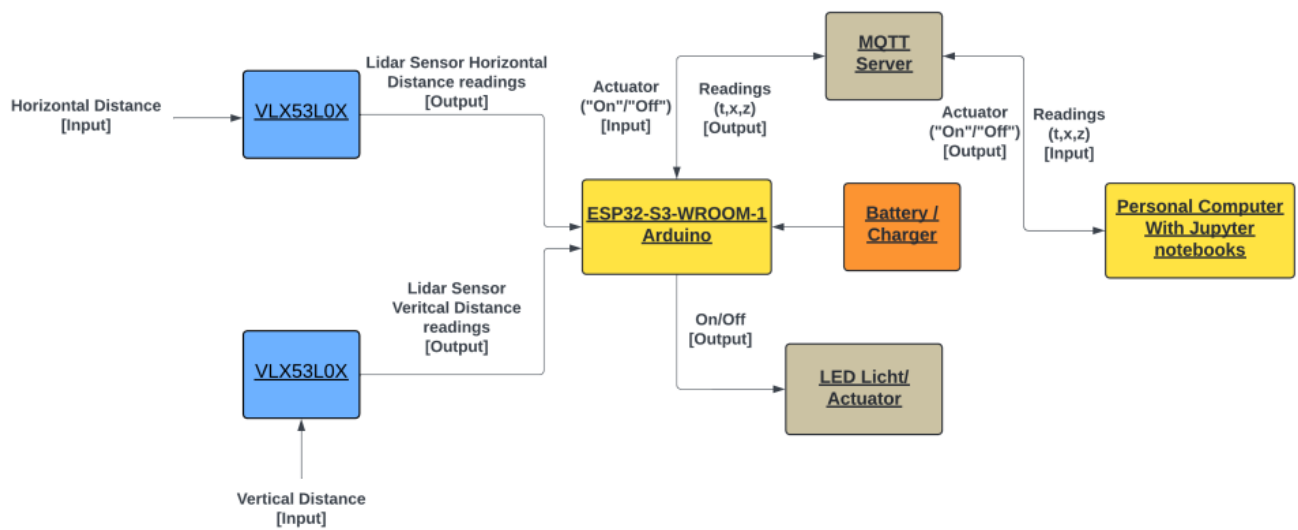 MQTT
Server
Lidar Sensor Horizontal
Distance readings
[Output]
VLX53L0X
Horizontal Distance
[Input]
Actuator
("On"/"Off")
[Input]
Readings
(t,x,z)
[Output]
Actuator
("On"/"Off")
[Output]
Readings
(t,x,z)
[Input]
ESP32-S3-WROOM-1
Arduino
Battery /
Charger
Personal Computer
With Jupyter
notebooks
Lidar Sensor
Veritcal Distance
readings
[Output]
VLX53L0X
On/Off
[Output]
LED Licht/
Actuator
Vertical Distance
[Input]